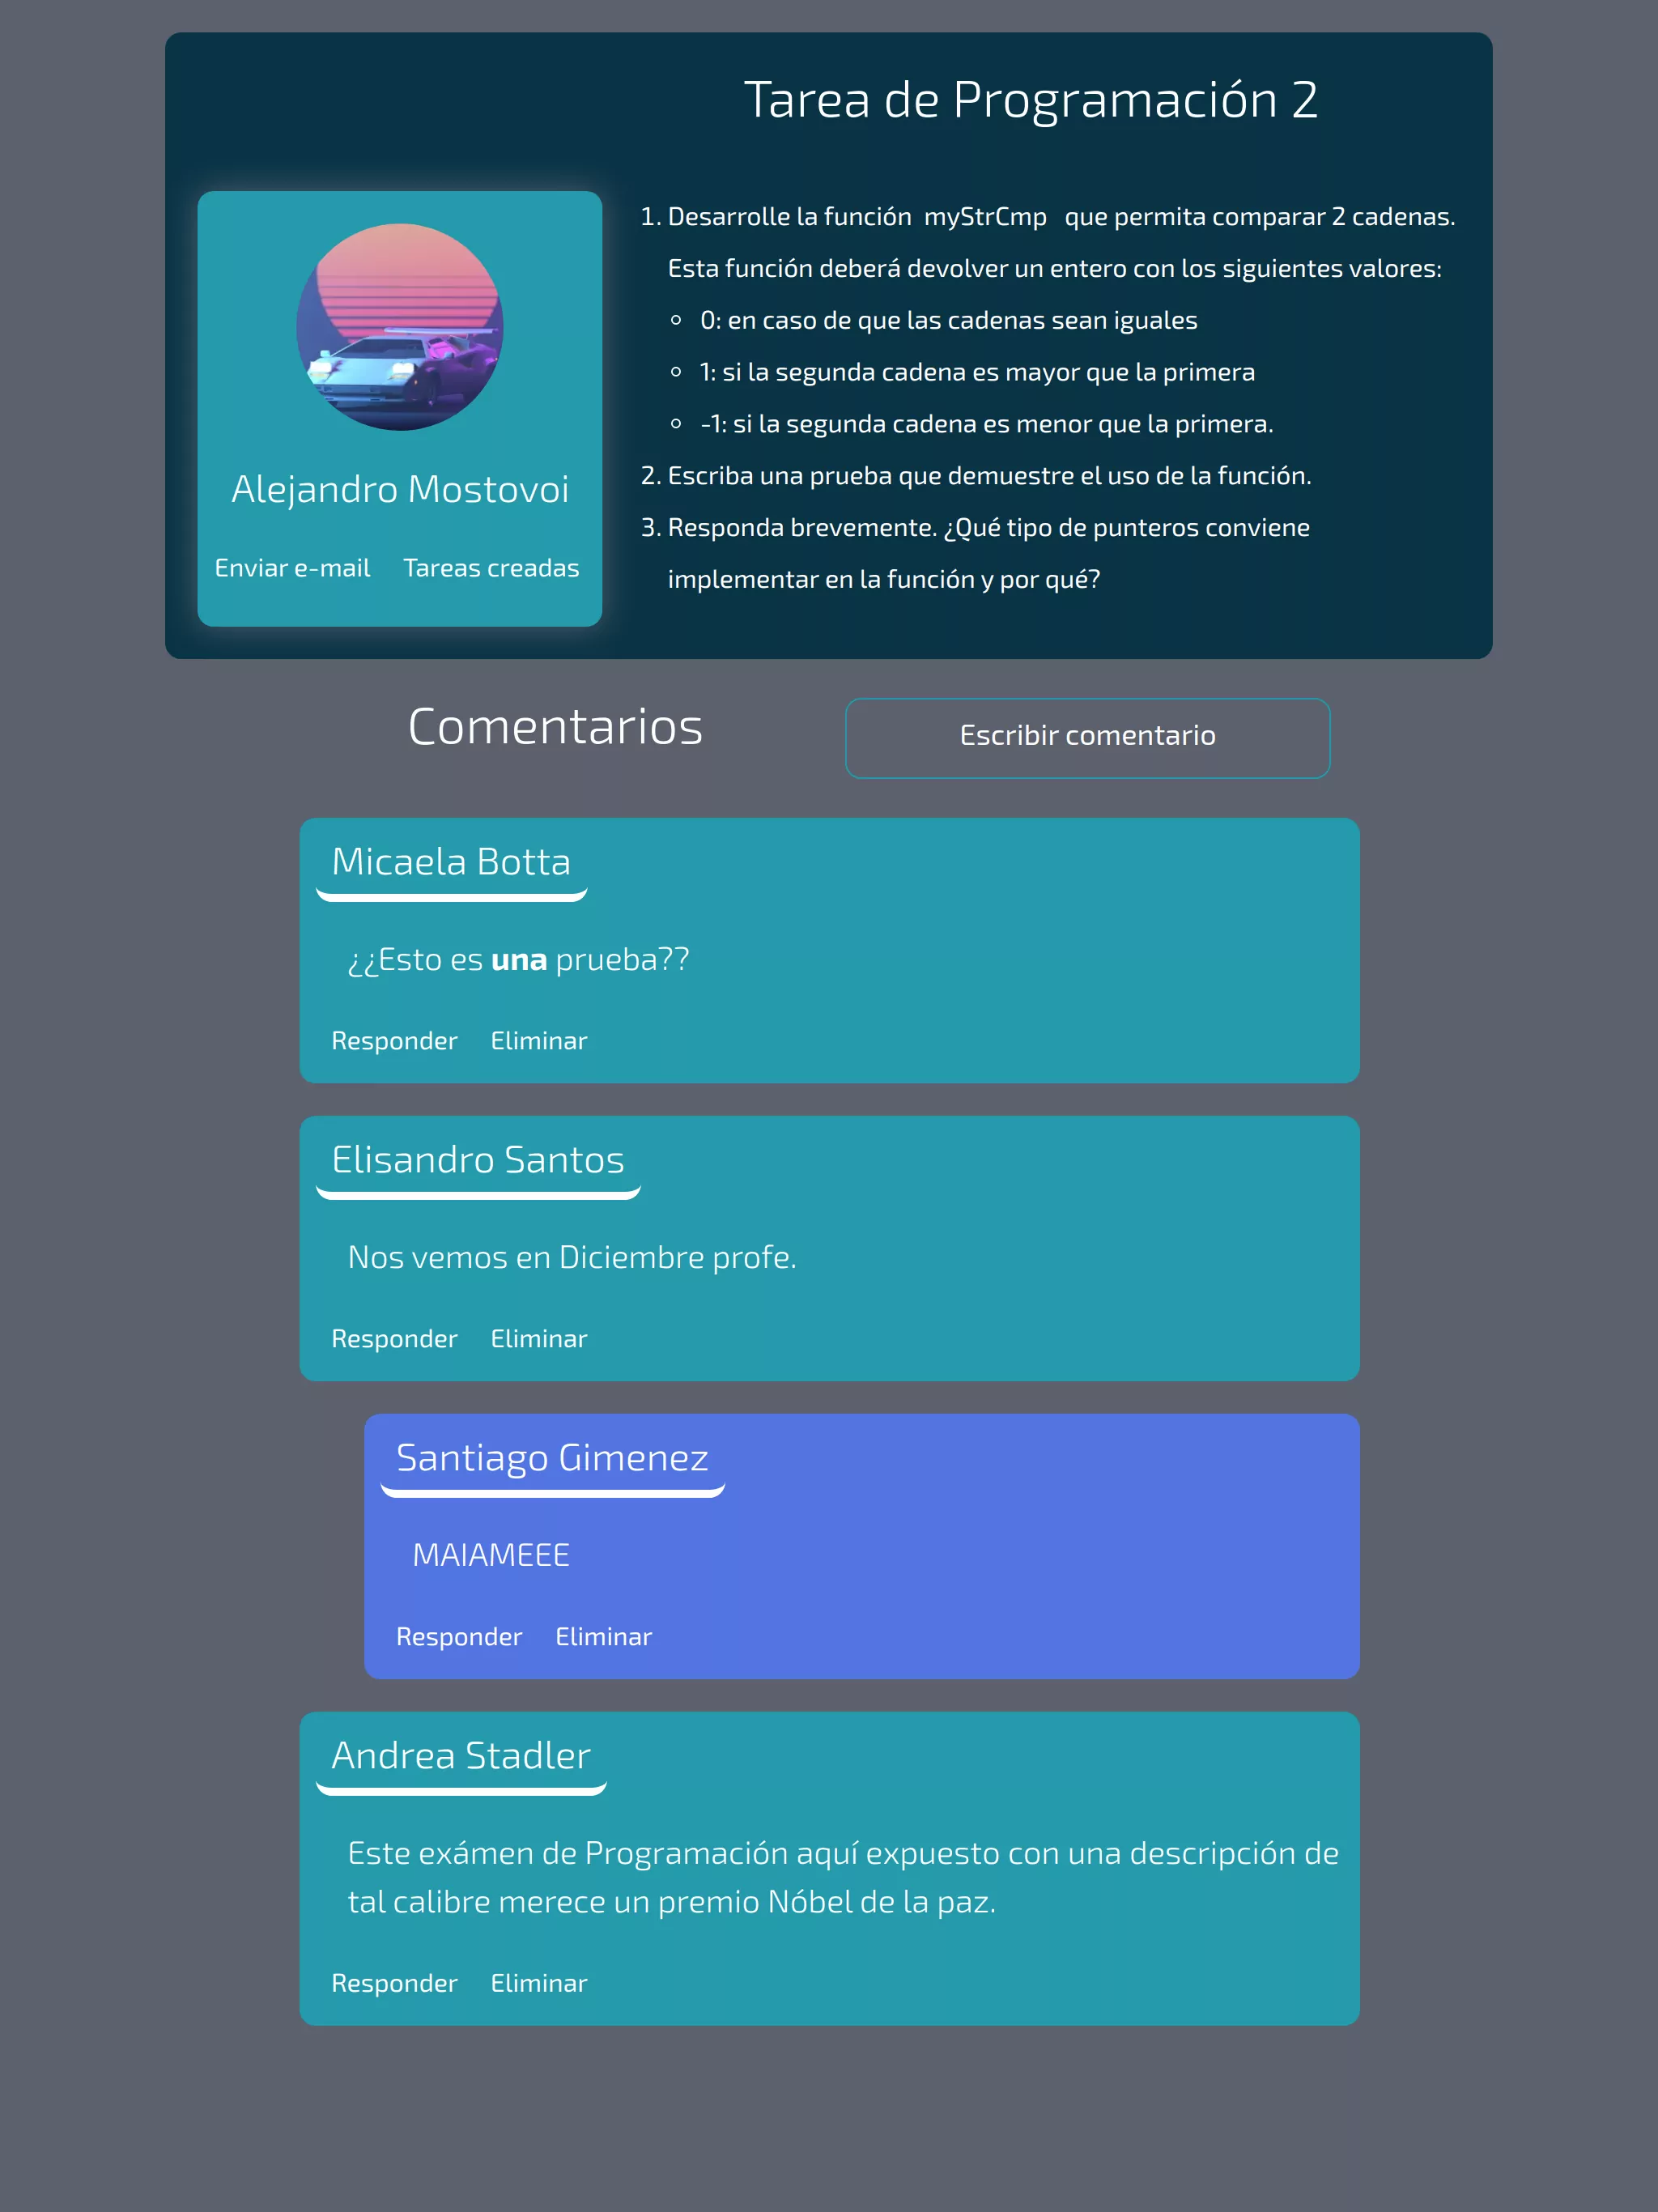 Tarea de Programación 2
Alejandro Mostovoi
Enviar e-mail Tareas creadas
1. Desarrolle la función myStrCmp que permita comparar 2 cadenas.
Esta función deberá devolver un entero con los siguientes valores:
0: en caso de que las cadenas sean iguales
1: si la segunda cadena es mayor que la primera
-1: si la segunda cadena es menor que la primera.
2. Escriba una prueba que demuestre el uso de la función.
3. Responda brevemente. ¿Qué tipo de punteros conviene
implementar en la función y por qué?
Comentarios
Escribir comentario
Micaela Botta
¿¿Esto es una prueba??
Responder Eliminar
Elisandro Santos
Nos vemos en Diciembre profe.
Responder Eliminar
Santiago Gimenez
MAIAMEEE
Responder Eliminar
Andrea Stadler
Este exámen de Programación aquí expuesto con una descripción de
tal calibre merece un premio Nóbel de la paz.
Responder Eliminar